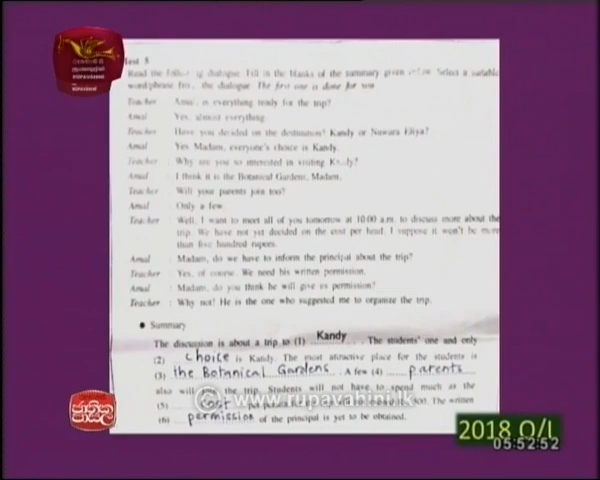 Test 5
Read the following dialogue. Fill in the blanks of the summary given below. Select a suitable
word/phrase from the dialogue. The first one is done for you
Teacher : Amal, is everything ready for the trip?
Amal : Yes, almost everything.
Teacher : Have you decided on the destination? Kandy or Nuwara Eliya?
Amal : Yes Madam, everyone's choice is Kandy.
Teacher : Why are you so interested in visiting Kandy?
Amal : I think it is the Botanical Gardens, Madam.
Teacher : Will your parents join too?
Amal : Only a few.
Teacher : Well, I want to meet all of you tomorrow at 10:00 a.m. to discuss more about the
trip. We have not yet decided on the cost per head. I suppose it won't be more
than five hundred rupees.
Amal : Madam, do we have to inform the principal about the trip?
Teacher : Yes, of course. We need his written permission.
Amal : Madam, do you think he will give us permission?
Teacher : Why not! He is the one who suggested me to organize the trip.
● Summary
The discussion is about a trip to (1) Kandy. The students' one and only
(2) choice is Kandy. The most attractive place for the students is
(3) the Botanical Gardens. A few (4) parents
also will join the trip. Students will not have to spend much as the
(5) cost per person
(6) permission of the principal is yet to be obtained.
© www.rupavahini.lk
2018 O/L
05:52:52